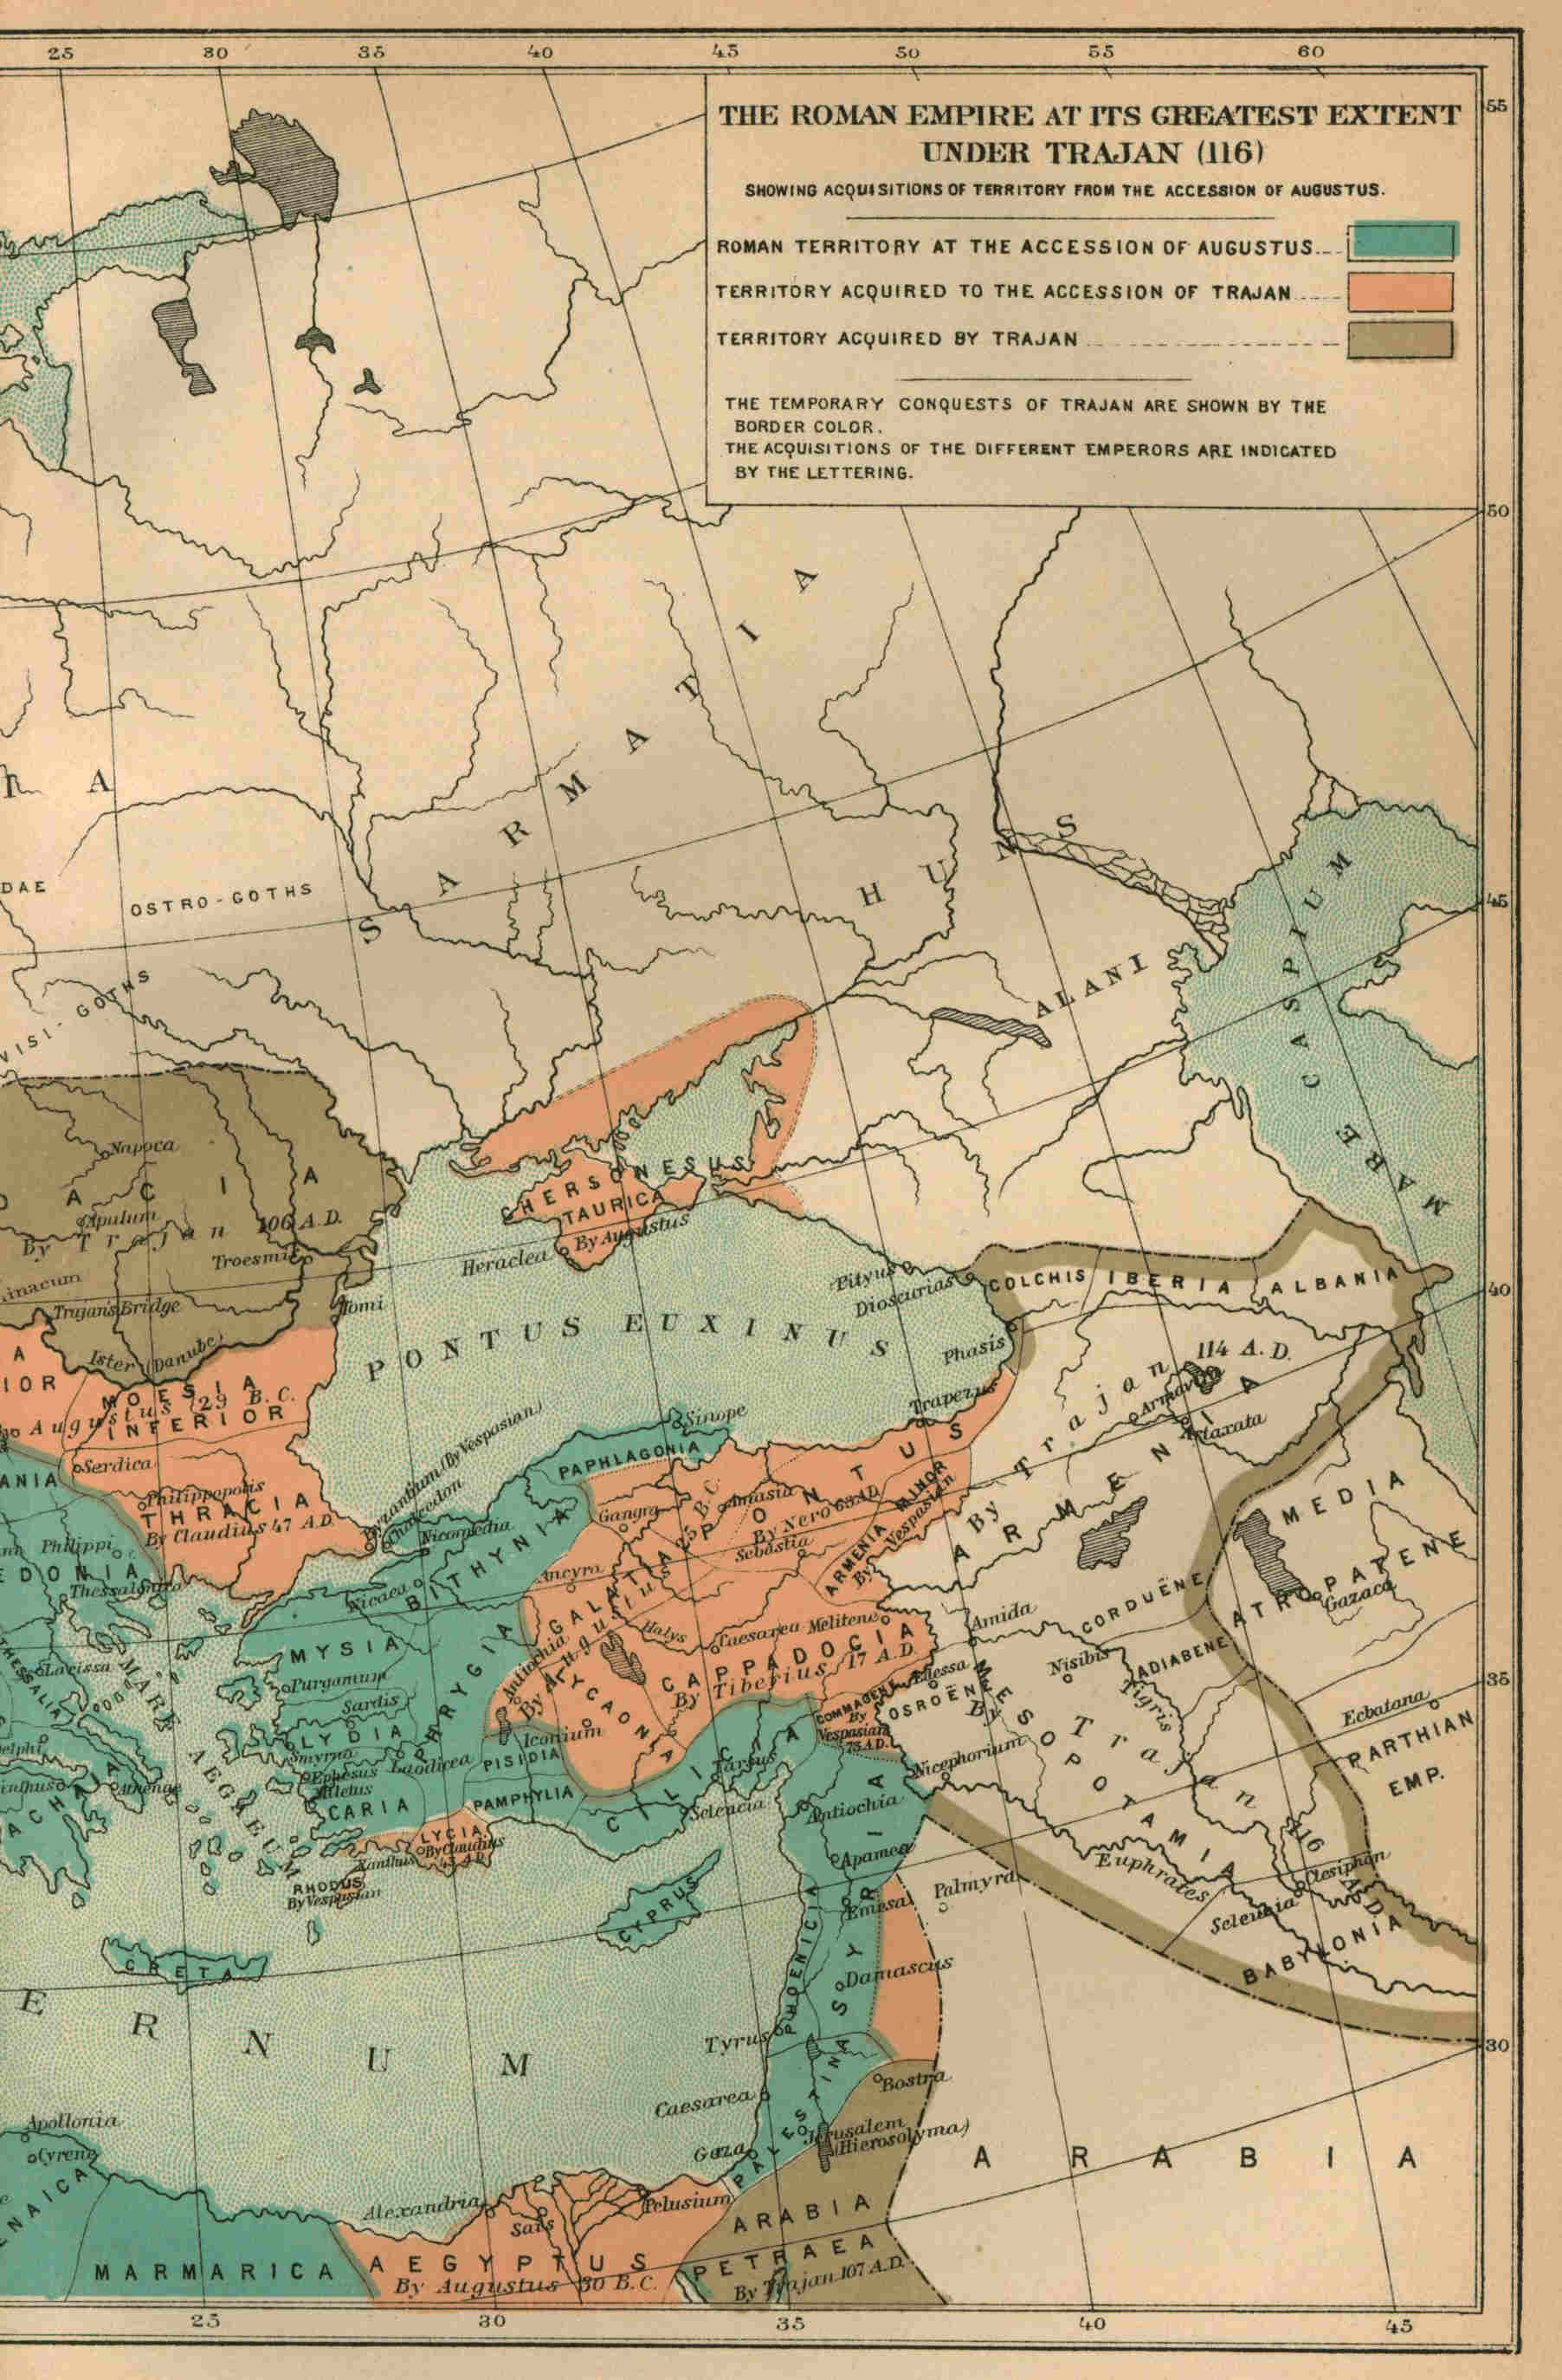 25 30 35 40 45 50 55 60
THE ROMAN EMPIRE AT ITS GREATEST EXTENT
UNDER TRAJAN (116)
SHOWING ACQUISITIONS OF TERRITORY FROM THE ACCESSION OF AUGUSTUS.
ROMAN TERRITORY AT THE ACCESSION OF AUGUSTUS
TERRITORY ACQUIRED TO THE ACCESSION OF TRAJAN
TERRITORY ACQUIRED BY TRAJAN
THE TEMPORARY CONQUESTS OF TRAJAN ARE SHOWN BY THE
BORDER COLOR.
THE ACQUISITIONS OF THE DIFFERENT EMPERORS ARE INDICATED
BY THE LETTERING.
55
50
45
40
35
30
SARMATIA
HUNS
ALANI
MARE CASPIUM
A
DAE
OSTRO-GOTHS
VISI-GOTHS
Napoca
DACIA
Apulum
By Trajan 106 A.D.
Troesmis
inacum
Trajan's Bridge
Tomi
Ister (Danube)
A
IOR
MOESIA
INFERIOR
Augustus (29 B.C.
ANIA
Serdica
Philippopolis
THRACIA
By Claudius 47 A.D.
Philippi
EDONIA
Thessalonica
CHERSONESUS
TAURICA
By Augustus
Heraclea
PONTUS EUXINUS
Pityus
Dioscurias
Phasis
Trapezus
COLCHIS
IBERIA
ALBANIA
By Trajan 114 A.D.
ARMENIA
Armavira
Artaxata
MEDIA
ATROPATENE
Gazaca
Byzantium (by Vespasian)
Chalcedon
Nicomedia
Nicaea
BITHYNIA
PAPHLAGONIA
Sinope
Gangra
Amasia
PONTUS
By Nero 63 A.D.
Sebastia
ARMENIA MINOR
By Vespasian
Ancyra
GALATIA
By Augustus 25 B.C.
Halys
Antiochia
LYCAONIA
Iconium
CAPPADOCIA
By Tiberius 17 A.D.
Caesarea
Melitene
Amida
CORDUËNE
Nisibis
ADIABENE
Tigris
COMMAGENE
By
Vespasian
73 A.D.
Edessa
OSROËNE
MESOPOTAMIA
By Trajan 116 A.D.
Nicephorium
Ecbatana
PARTHIAN
EMP.
MYSIA
Purgamum
Sardis
LYDIA
Smyrna
Ephesus
Miletus
Laodicea
PHRYGIA
PISIDIA
PAMPHYLIA
CARIA
LYCIA
By Claudius
43 A.D.
Xanthus
RHODUS
By Vespasian
CILICIA
Tarsus
Seleucia
THESSALIA
Larissa
elphi
inthus
Athenae
ACHAIA
MARE
AEGAEUM
CRETA
CYPRUS
Antiochia
Apamea
Emesa
SYRIA
Palmyra
Euphrates
Seleucia
Ctesiphon
BABYLONIA
PHOENICIA
Damascus
Tyrus
Bostra
Caesarea
PALESTINA
Jerusalem
(Hierosolyma)
Gaza
ERNUM
Apollonia
Cyrene
NAICA
MARMARICA
Alexandria
Sais
Pelusium
AEGYPTUS
By Augustus 30 B.C.
ARABIA
PETRAEA
By Trajan 107 A.D.
ARABIA
25 30 35 40 45